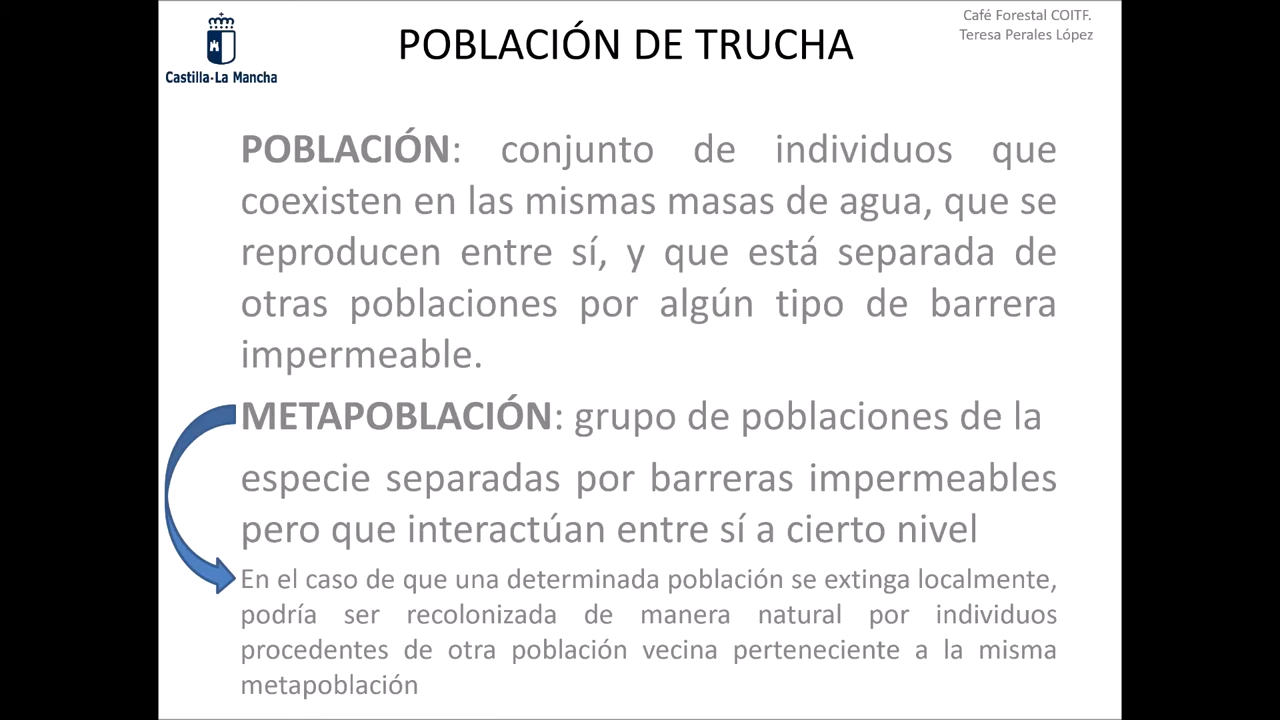 Café Forestal COITF.
Teresa Perales López
Castilla-La Mancha
POBLACIÓN DE TRUCHA
POBLACIÓN: conjunto de individuos que
coexisten en las mismas masas de agua, que se
reproducen entre sí, y que está separada de
otras poblaciones por algún tipo de barrera
impermeable.
METAPOBLACIÓN: grupo de poblaciones de la
especie separadas por barreras impermeables
pero que interactúan entre sí a cierto nivel
En el caso de que una determinada población se extinga localmente,
podría ser recolonizada de manera natural por individuos
procedentes de otra población vecina perteneciente a la misma
metapoblación